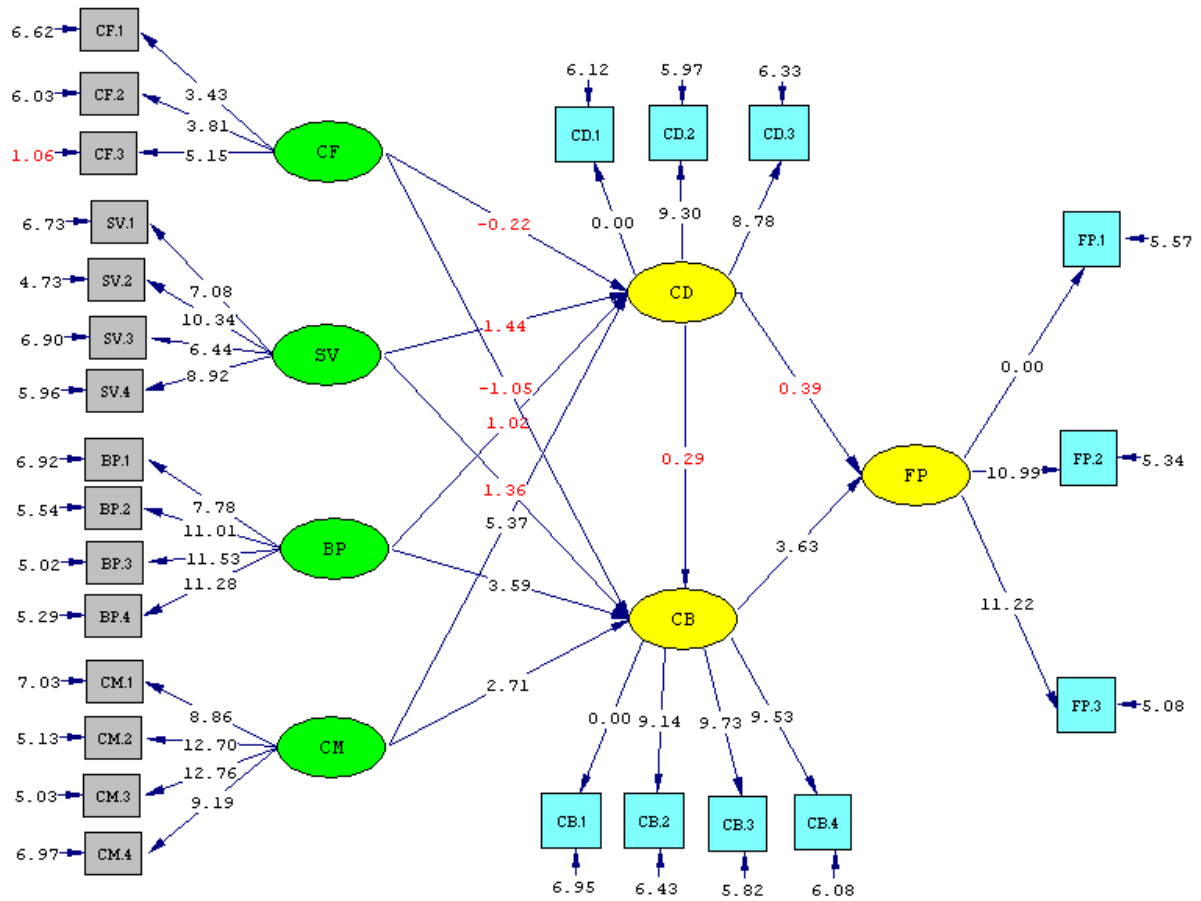 6.62 CF.1
6.03 CF.2
1.06 CF.3
3.43
3.81
5.15
CF
6.73 SV.1
4.73 SV.2
6.90 SV.3
5.96 SV.4
7.08
10.34
6.44
8.92
SV
6.92 BP.1
5.54 BP.2
5.02 BP.3
5.29 BP.4
7.78
11.01
11.53
11.28
BP
7.03 CM.1
5.13 CM.2
5.03 CM.3
6.97 CM.4
8.86
12.70
12.76
9.19
CM
-0.22
1.44
-1.05
1.02
1.36
5.37
3.59
2.71
6.12 5.97 6.33
CD.1 CD.2 CD.3
0.00 9.30 8.78
CD
0.29
0.39
3.63
CB
0.00 9.14 9.73 9.53
CB.1 CB.2 CB.3 CB.4
6.95 6.43 5.82 6.08
FP
0.00
10.99
11.22
FP.1 5.57
FP.2 5.34
FP.3 5.08